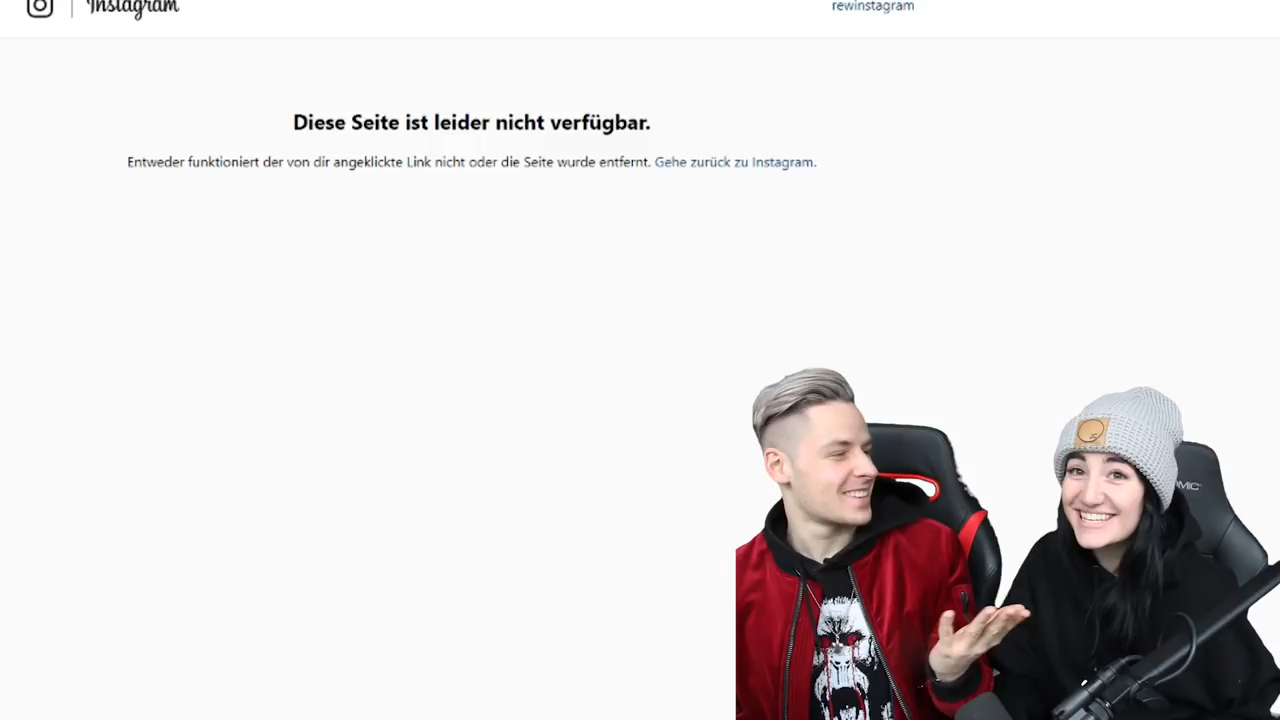 Instagram
rewinstagram
Diese Seite ist leider nicht verfügbar.
Entweder funktioniert der von dir angeklickte Link nicht oder die Seite wurde entfernt. Gehe zurück zu Instagram.